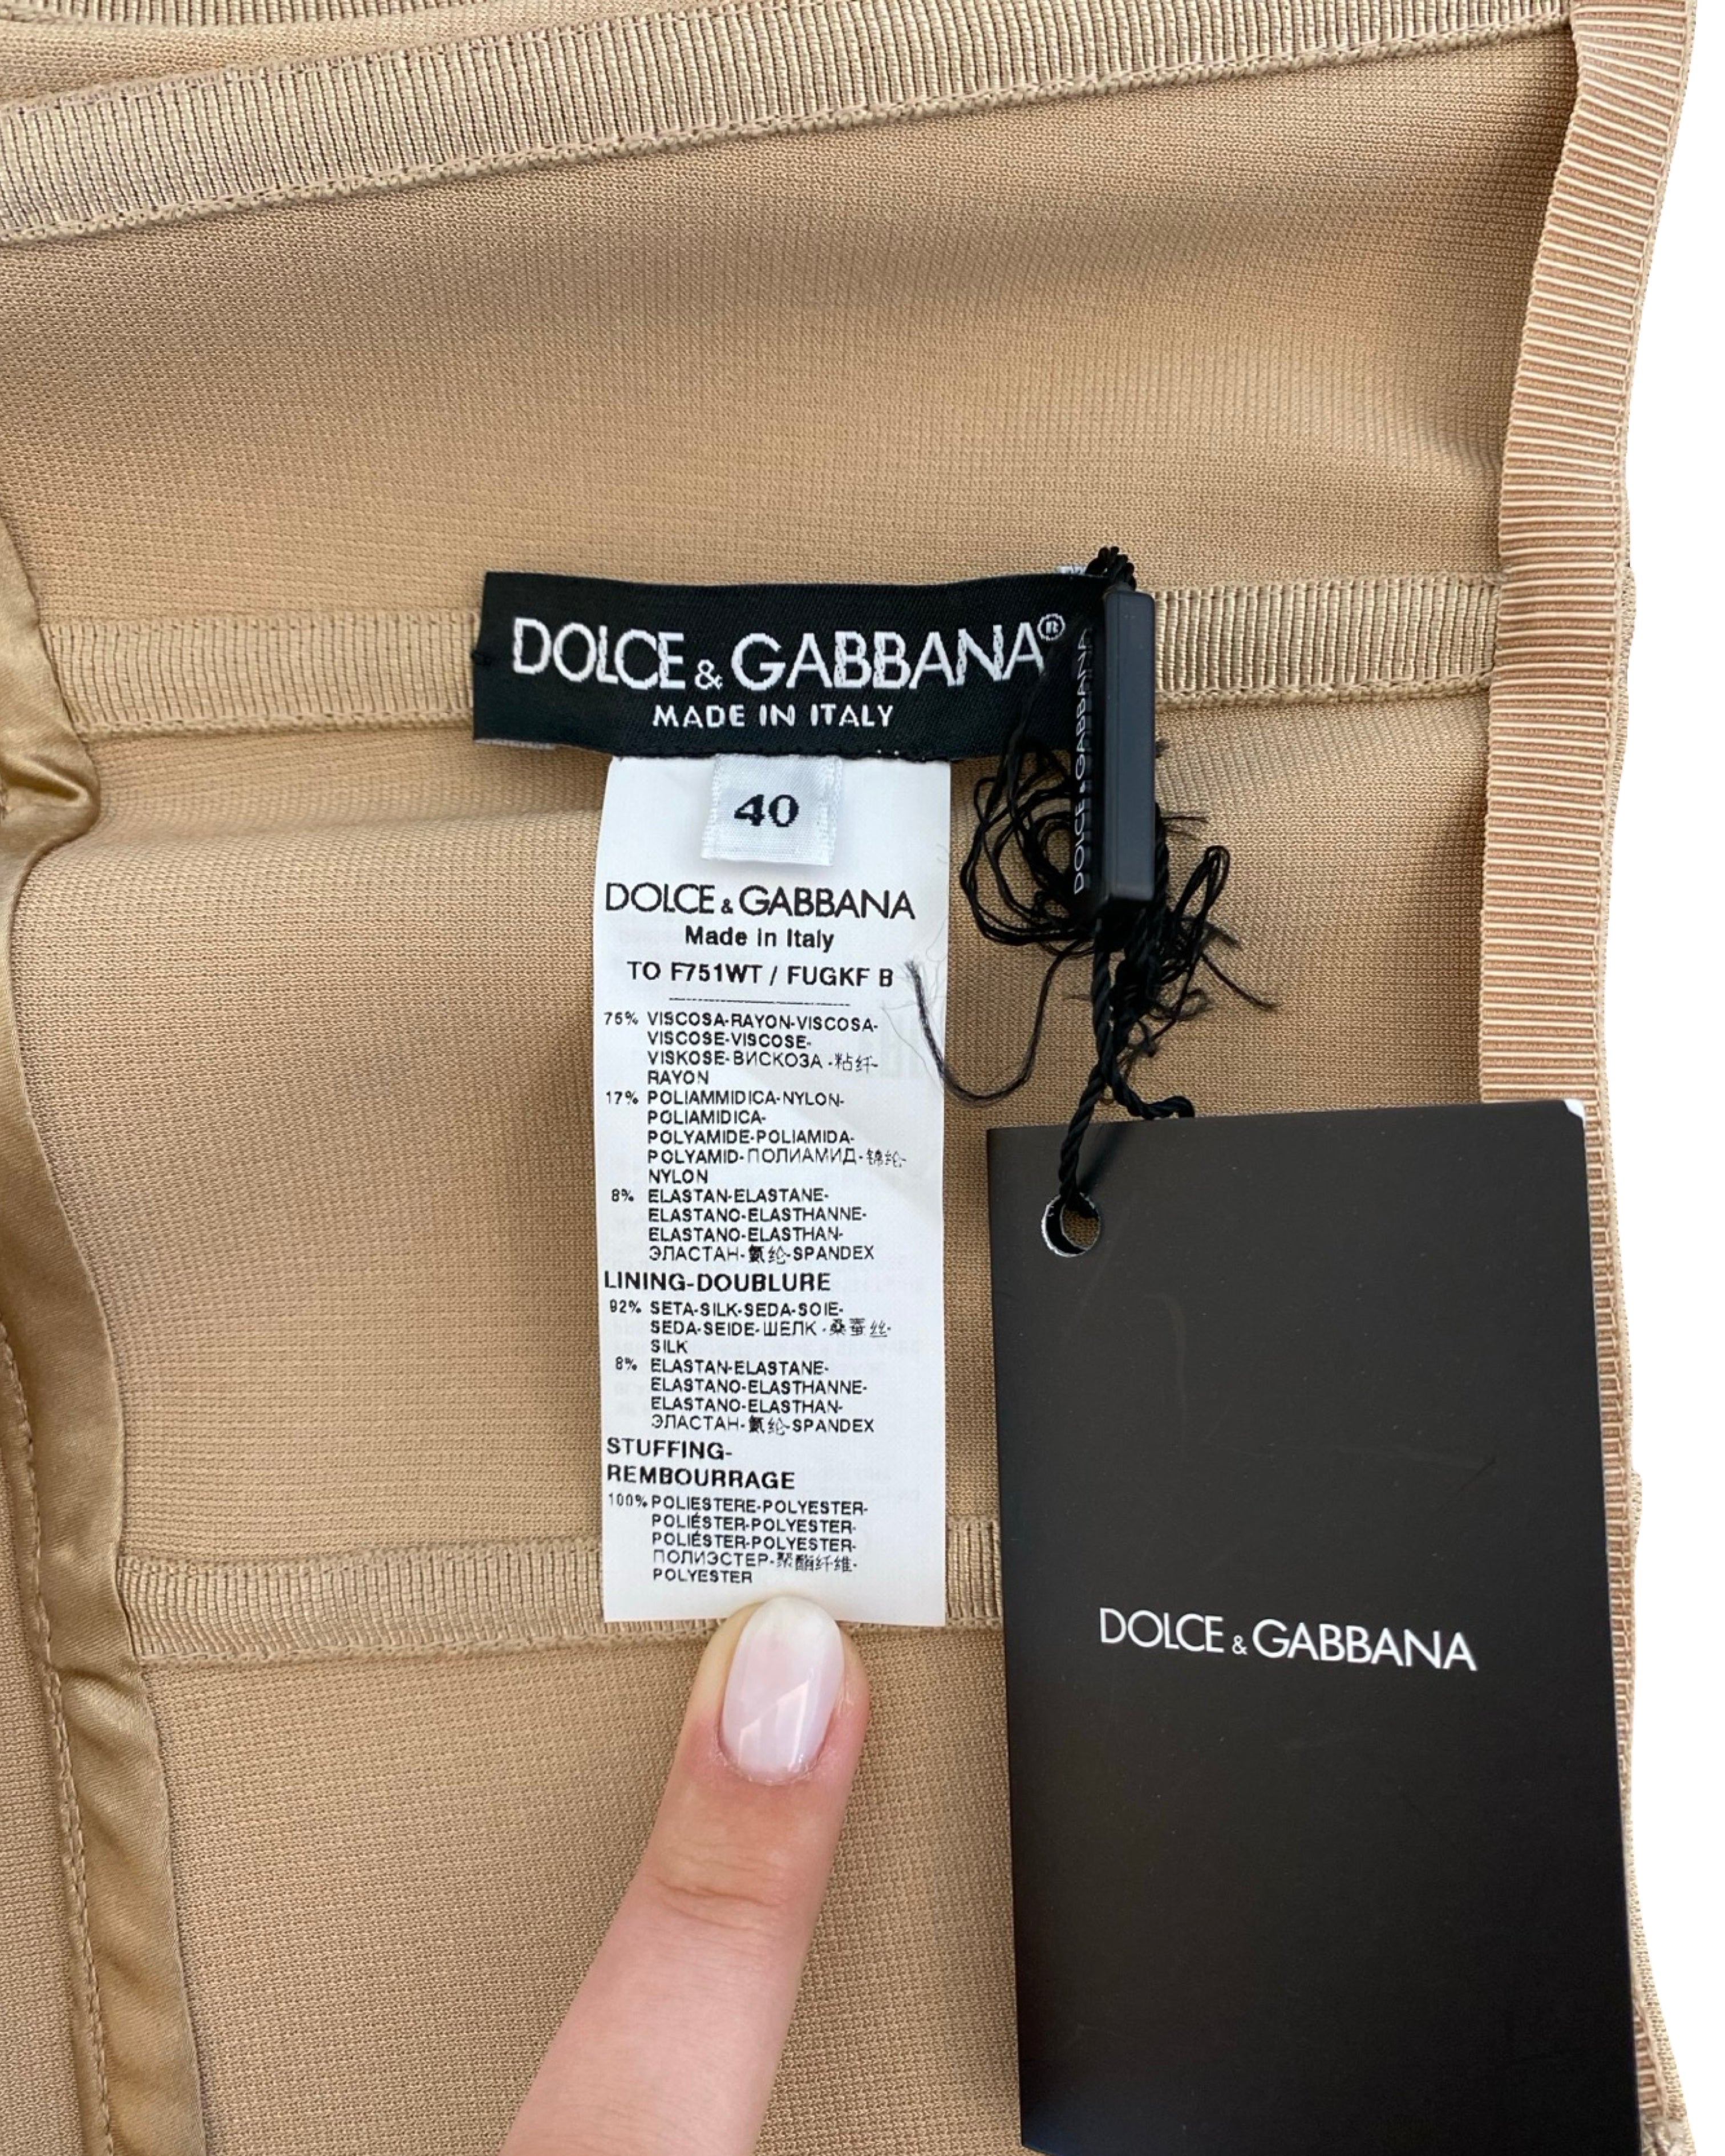 DOLCE & GABBANA®
MADE IN ITALY
DOLCE & GABBANA
40
DOLCE & GABBANA
Made in Italy
TO F751WT / FUGKF B
75% VISCOSA-RAYON-VISCOSA-
VISCOSE-VISCOSE-
VISKOSE-ВИСКОЗА-粘纤-
RAYON
17% POLIAMMIDICA-NYLON-
POLIAMIDICA-
POLYAMIDE-POLIAMIDA-
POLYAMID-ПОЛИАМИД-锦纶-
NYLON
8% ELASTAN-ELASTANE-
ELASTANO-ELASTHANNE-
ELASTANO-ELASTHAN-
ЭЛАСТАН-氨纶-SPANDEX
LINING-DOUBLURE
92% SETA-SILK-SEDA-SOIE-
SEDA-SEIDE-ШЕЛК-桑蚕丝-
SILK
8% ELASTAN-ELASTANE-
ELASTANO-ELASTHANNE-
ELASTANO-ELASTHAN-
ЭЛАСТАН-氨纶-SPANDEX
STUFFING-
REMBOURRAGE
100% POLIESTERE-POLYESTER-
POLIÉSTER-POLYESTER-
POLIÉSTER-POLYESTER-
ПОЛИЭСТЕР-聚酯纤维-
POLYESTER
DOLCE & GABBANA